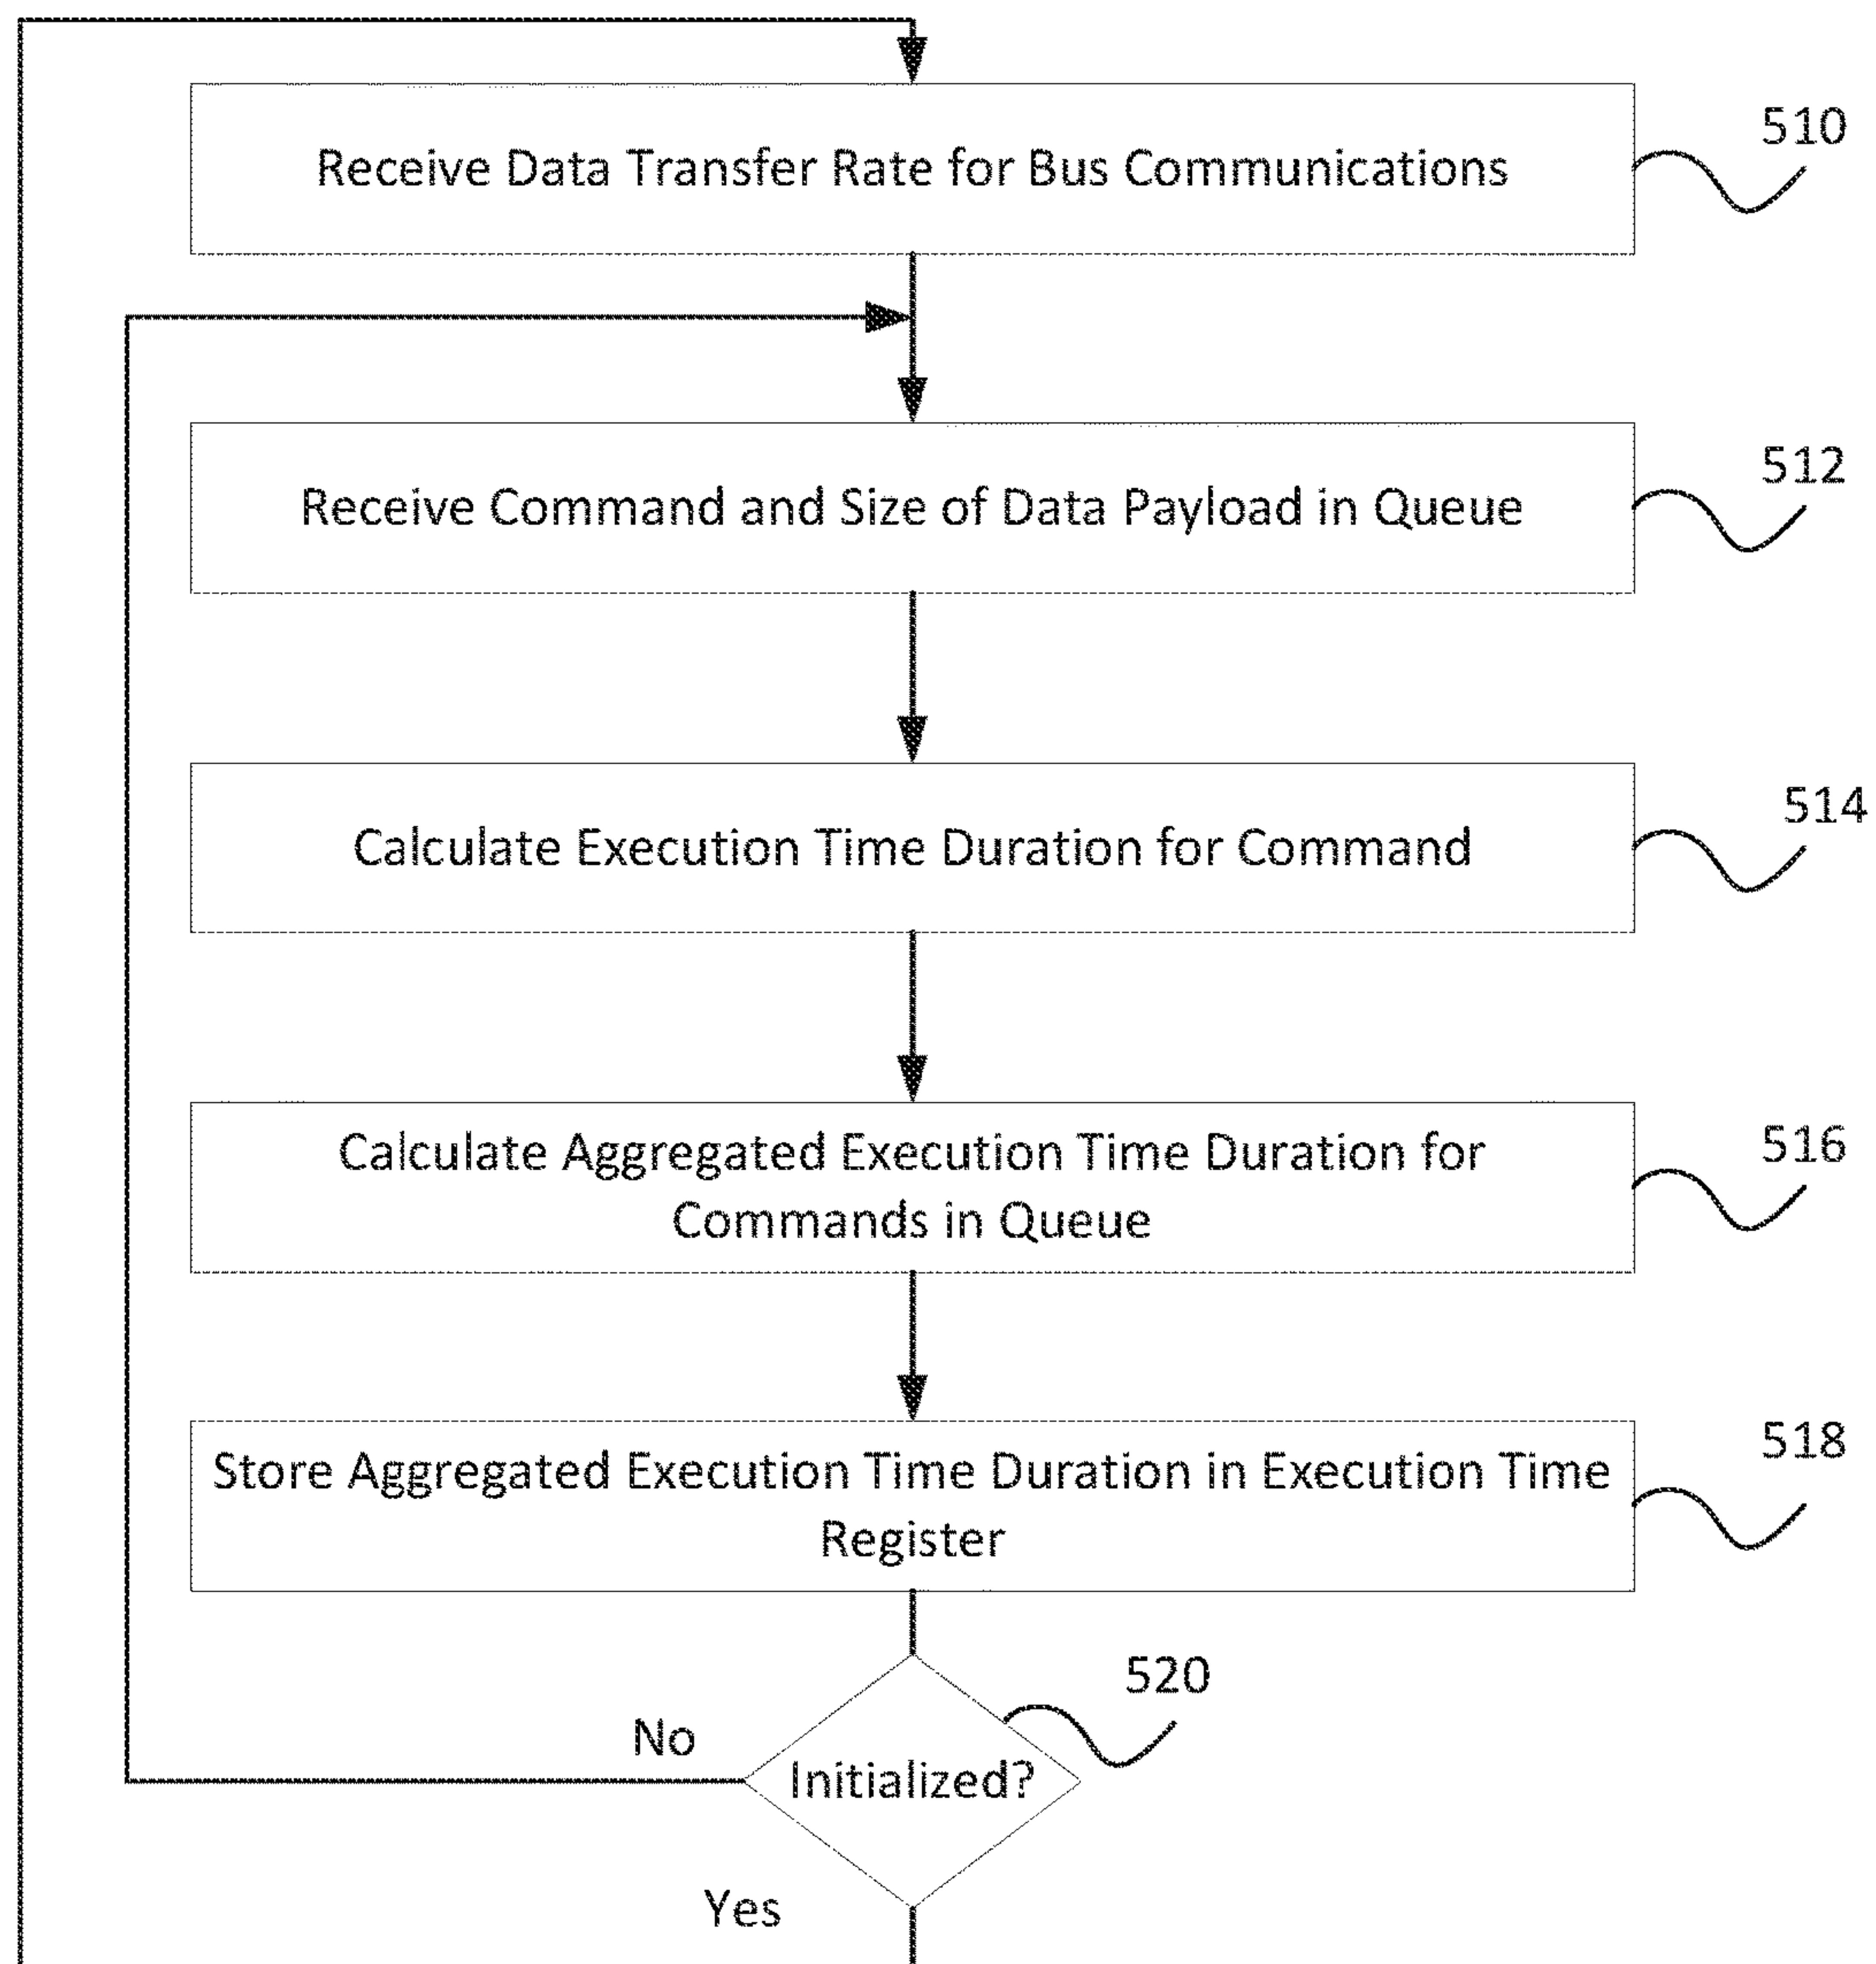 Receive Data Transfer Rate for Bus Communications
510
Receive Command and Size of Data Payload in Queue
512
Calculate Execution Time Duration for Command
514
Calculate Aggregated Execution Time Duration for
Commands in Queue
516
Store Aggregated Execution Time Duration in Execution Time
Register
518
520
No
Initialized?
Yes